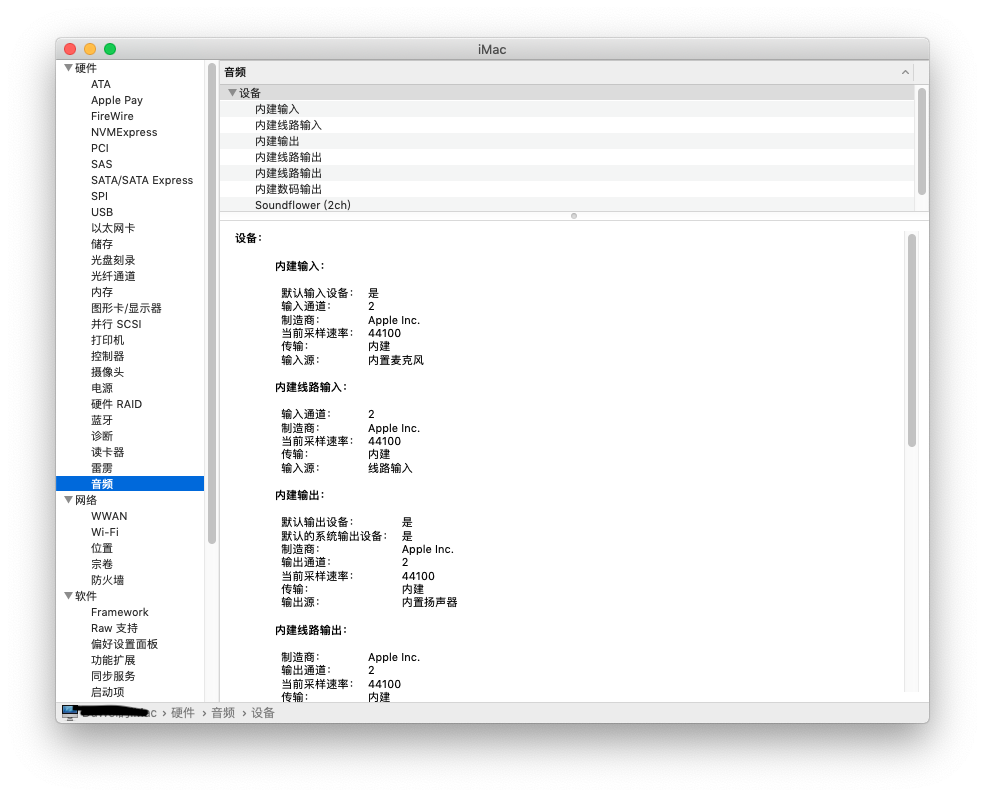 iMac
硬件
ATA
Apple Pay
FireWire
NVMExpress
PCI
SAS
SATA/SATA Express
SPI
USB
以太网卡
储存
光盘刻录
光纤通道
内存
图形卡/显示器
并行 SCSI
打印机
控制器
摄像头
电源
硬件 RAID
蓝牙
诊断
读卡器
雷雳
音频
网络
WWAN
Wi-Fi
位置
宗卷
防火墙
软件
Framework
Raw 支持
偏好设置面板
功能扩展
同步服务
启动项
音频
设备
内建输入
内建线路输入
内建输出
内建线路输出
内建线路输出
内建数码输出
Soundflower (2ch)
设备：
内建输入：
默认输入设备： 是
输入通道： 2
制造商： Apple Inc.
当前采样速率： 44100
传输： 内建
输入源： 内置麦克风
内建线路输入：
输入通道： 2
制造商： Apple Inc.
当前采样速率： 44100
传输： 内建
输入源： 线路输入
内建输出：
默认输出设备： 是
默认的系统输出设备： 是
制造商： Apple Inc.
输出通道： 2
当前采样速率： 44100
传输： 内建
输出源： 内置扬声器
内建线路输出：
制造商： Apple Inc.
输出通道： 2
当前采样速率： 44100
传输： 内建
› 硬件 › 音频 › 设备